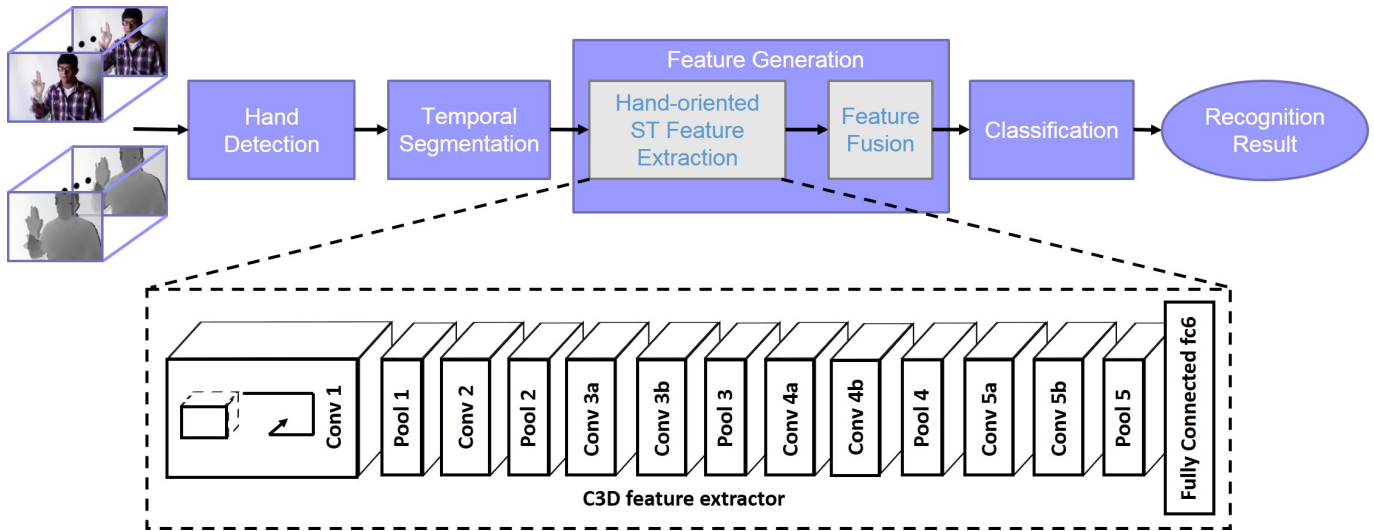 Feature Generation
Hand
Detection
Temporal
Segmentation
Hand-oriented
ST Feature
Extraction
Feature
Fusion
Classification
Recognition
Result
Conv 1
Pool 1
Conv 2
Pool 2
Conv 3a
Conv 3b
Pool 3
Conv 4a
Conv 4b
Pool 4
Conv 5a
Conv 5b
Pool 5
Fully Connected fc6
C3D feature extractor